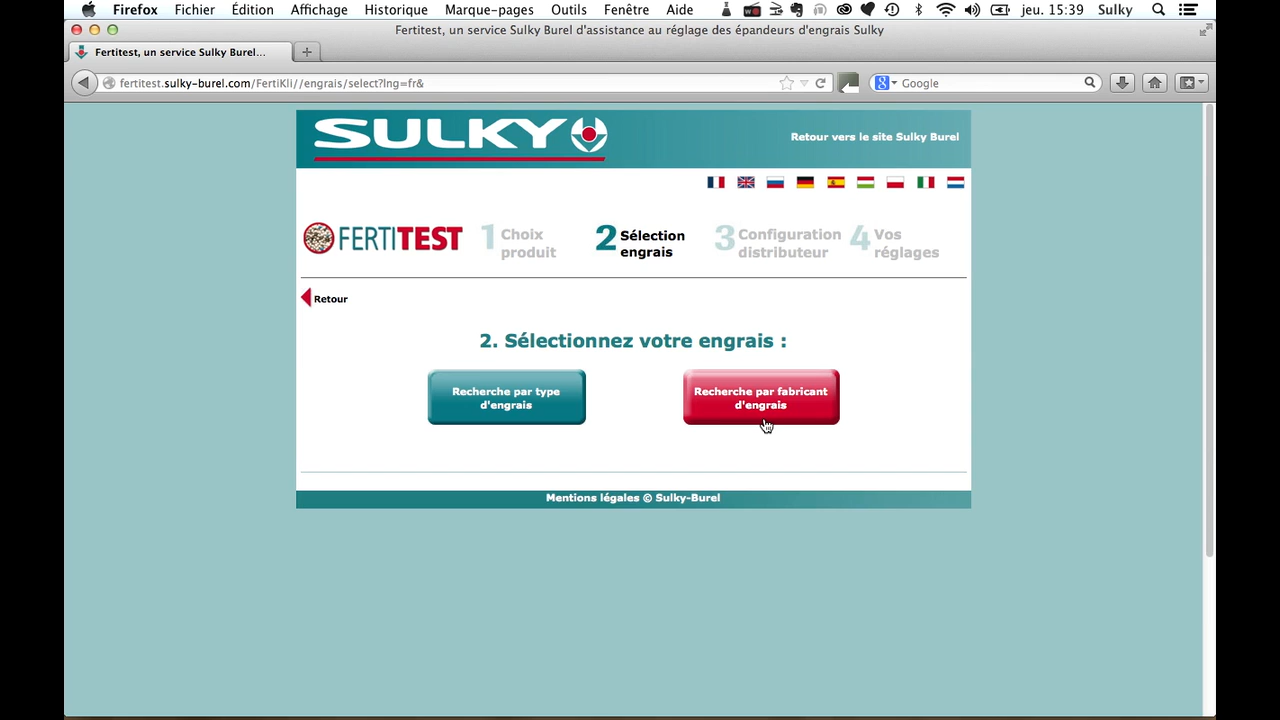 Firefox Fichier Édition Affichage Historique Marque-pages Outils Fenêtre Aide jeu. 15:39 Sulky
Fertitest, un service Sulky Burel d'assistance au réglage des épandeurs d'engrais Sulky
Fertitest, un service Sulky Burel...
fertitest.sulky-burel.com/FertiKli//engrais/select?lng=fr& Google
SULKY
Retour vers le site Sulky Burel
FERTITEST
1 Choix produit
2 Sélection engrais
3 Configuration distributeur
4 Vos réglages
Retour
2. Sélectionnez votre engrais :
Recherche par type
d'engrais
Recherche par fabricant
d'engrais
Mentions légales © Sulky-Burel